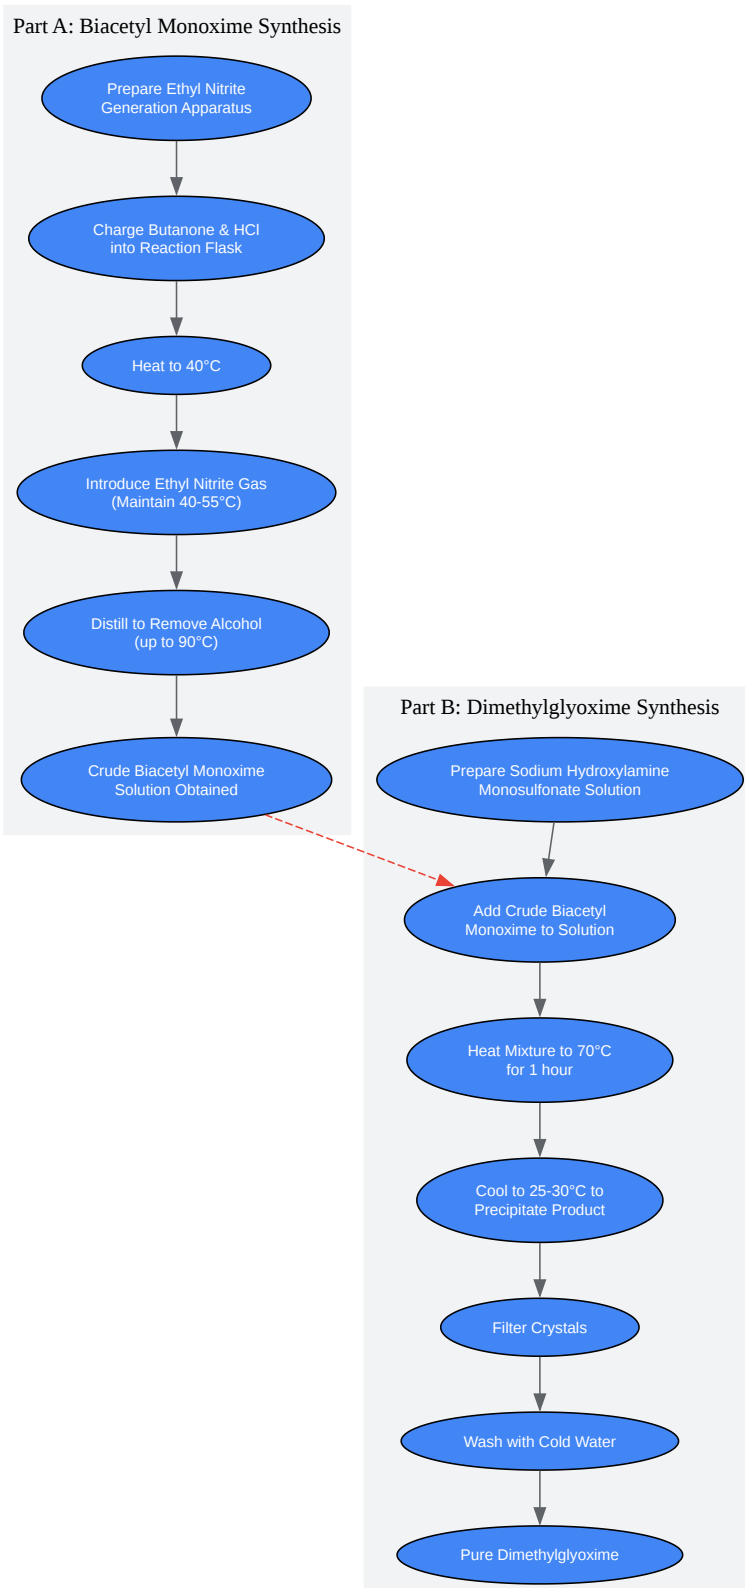 Part A: Biacetyl Monoxime Synthesis
Prepare Ethyl Nitrite
Generation Apparatus
Charge Butanone & HCl
into Reaction Flask
Heat to 40°C
Introduce Ethyl Nitrite Gas
(Maintain 40-55°C)
Distill to Remove Alcohol
(up to 90°C)
Crude Biacetyl Monoxime
Solution Obtained
Part B: Dimethylglyoxime Synthesis
Prepare Sodium Hydroxylamine
Monosulfonate Solution
Add Crude Biacetyl
Monoxime to Solution
Heat Mixture to 70°C
for 1 hour
Cool to 25-30°C to
Precipitate Product
Filter Crystals
Wash with Cold Water
Pure Dimethylglyoxime